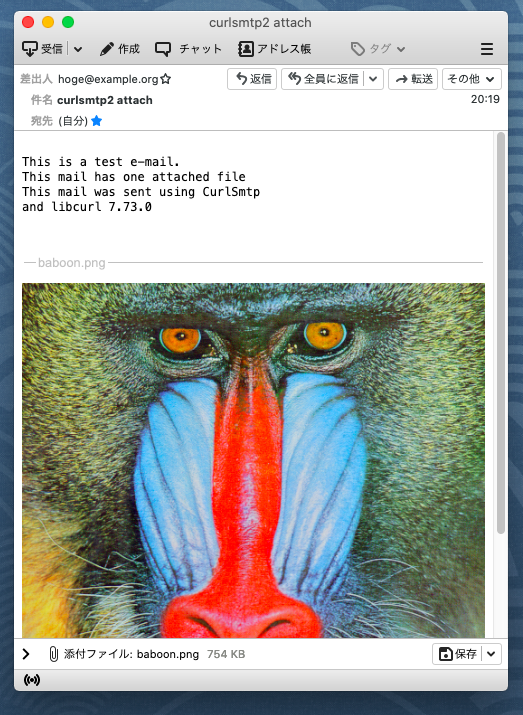 curlsmtp2 attach
受信 作成 チャット アドレス帳 タグ
差出人 hoge@example.org 返信 全員に返信 転送 その他
件名 curlsmtp2 attach 20:19
宛先 (自分)
This is a test e-mail.
This mail has one attached file
This mail was sent using CurlSmtp
and libcurl 7.73.0
baboon.png
添付ファイル: baboon.png 754 KB 保存